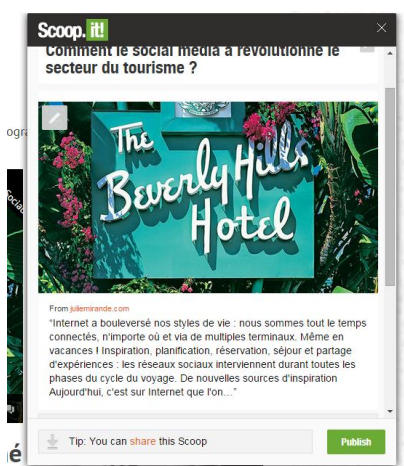 Scoop.it!
Comment le social média a révolutionné le
secteur du tourisme ?
ogra
Social
The
Beverly Hills
Hotel
From juliemirande.com
"Internet a bouleversé nos styles de vie : nous sommes tout le temps
connectés, n'importe où et via de multiples terminaux. Même en
vacances ! Inspiration, planification, réservation, séjour et partage
d'expériences : les réseaux sociaux interviennent durant toutes les
phases du cycle du voyage. De nouvelles sources d'inspiration
Aujourd'hui, c'est sur Internet que l'on…"
Tip: You can share this Scoop
Publish
é